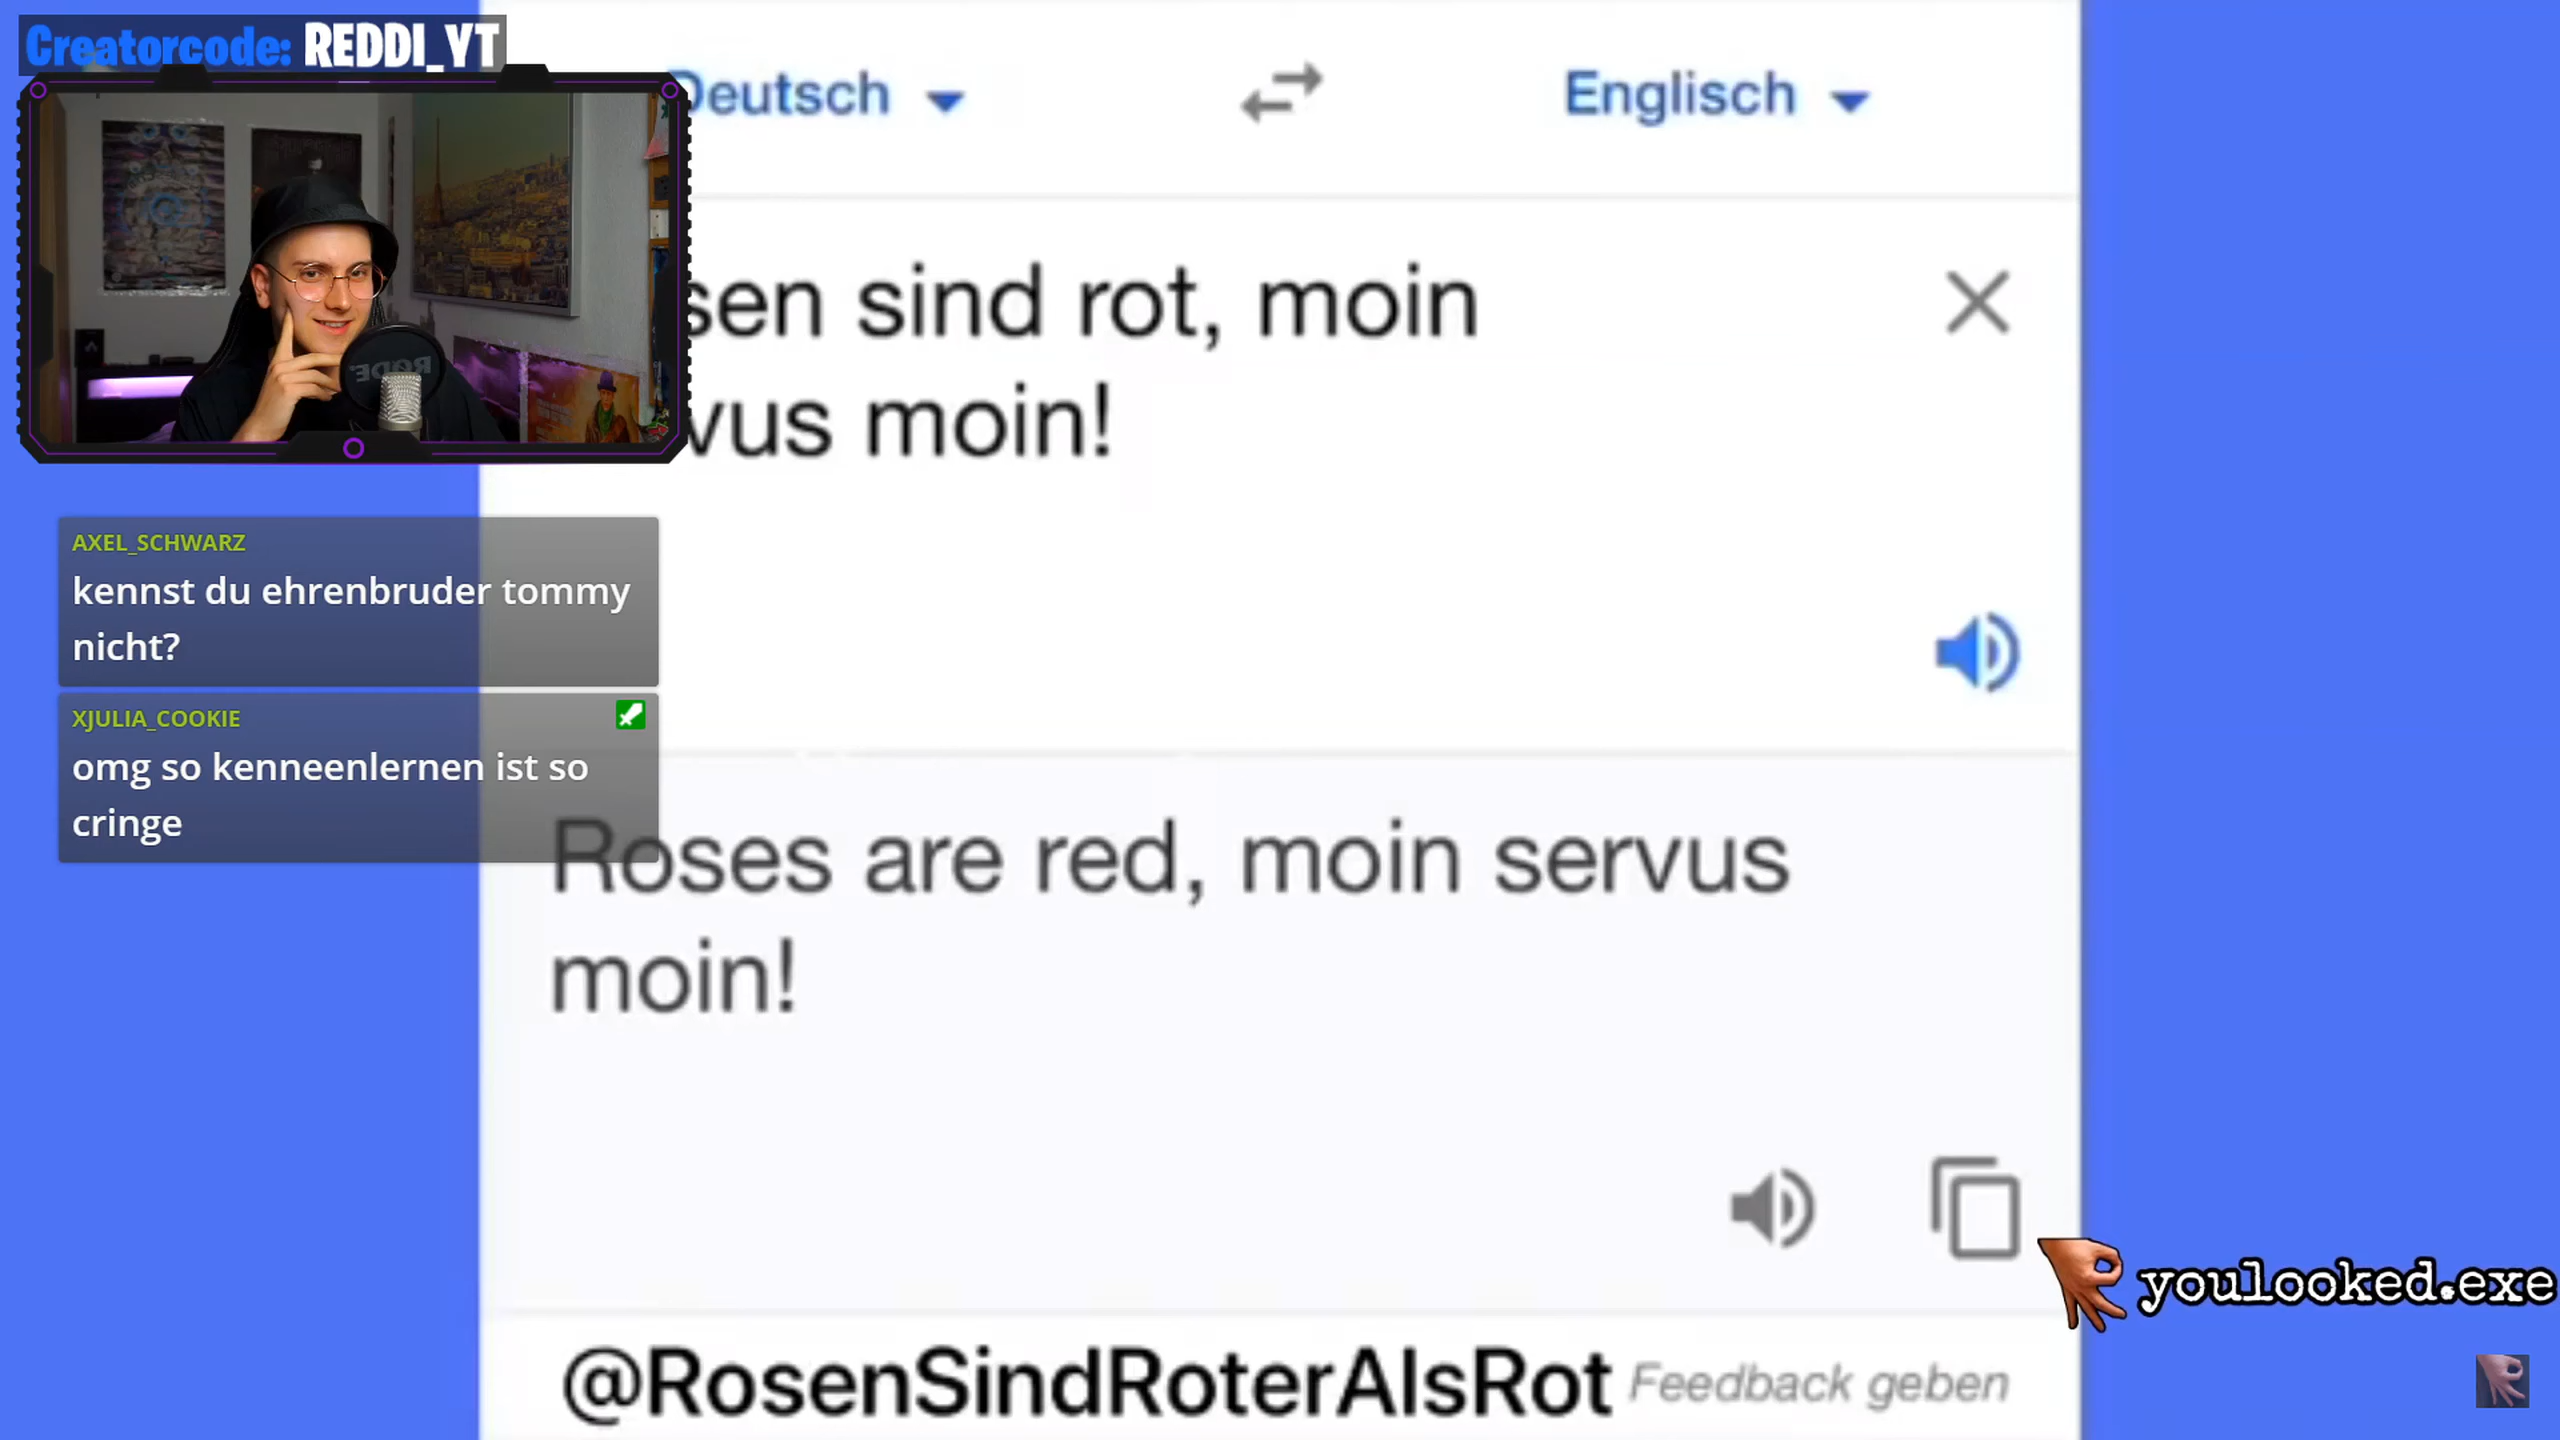 Creatorcode: REDDI_YT
Deutsch
Englisch
sen sind rot, moin
vus moin!
AXEL_SCHWARZ
kennst du ehrenbruder tommy
nicht?
XJULIA_COOKIE
omg so kenneenlernen ist so
cringe
Roses are red, moin servus
moin!
youlooked.exe
@RosenSindRoterAlsRot
Feedback geben
RØDE